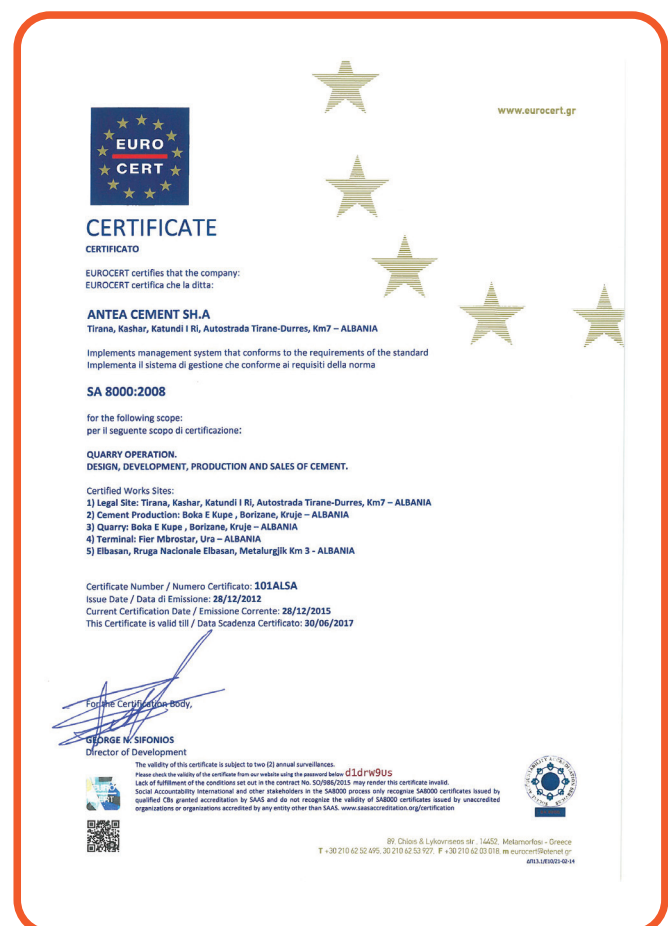 www.eurocert.gr
EURO
CERT
CERTIFICATE
CERTIFICATO
EUROCERT certifies that the company:
EUROCERT certifica che la ditta:
ANTEA CEMENT SH.A
Tirana, Kashar, Katundi I Ri, Autostrada Tirane-Durres, Km7 – ALBANIA
Implements management system that conforms to the requirements of the standard
Implementa il sistema di gestione che conforme ai requisiti della norma
SA 8000:2008
for the following scope:
per il seguente scopo di certificazione:
QUARRY OPERATION.
DESIGN, DEVELOPMENT, PRODUCTION AND SALES OF CEMENT.
Certified Works Sites:
1) Legal Site: Tirana, Kashar, Katundi I Ri, Autostrada Tirane-Durres, Km7 – ALBANIA
2) Cement Production: Boka E Kupe , Borizane, Kruje – ALBANIA
3) Quarry: Boka E Kupe , Borizane, Kruje – ALBANIA
4) Terminal: Fier Mbrostar, Ura – ALBANIA
5) Elbasan, Rruga Nacionale Elbasan, Metalurgjik Km 3 - ALBANIA
Certificate Number / Numero Certificato: 101ALSA
Issue Date / Data di Emissione: 28/12/2012
Current Certification Date / Emissione Corrente: 28/12/2015
This Certificate is valid till / Data Scadenza Certificato: 30/06/2017
For the Certification Body,
GEORGE N. SIFONIOS
Director of Development
The validity of this certificate is subject to two (2) annual surveillances.
Please check the validity of the certificate from our website using the password below d1drw9us
Lack of fulfillment of the conditions set out in the contract No. SO/986/2015 may render this certificate invalid.
Social Accountability International and other stakeholders in the SA8000 process only recognize SA8000 certificates issued by
qualified CBs granted accreditation by SAAS and do not recognize the validity of SA8000 certificates issued by unaccredited
organizations or organizations accredited by any entity other than SAAS. www.saasaccreditation.org/certification
EURO
CERT
89, Chlois & Lykovriseos str , 14452, Metamorfosi - Greece
T +30 210 62 52 495, 30 210 62 53 927, F +30 210 62 03 018, m eurocert@otenet.gr
ΔΠ13.1/E10/21-02-14